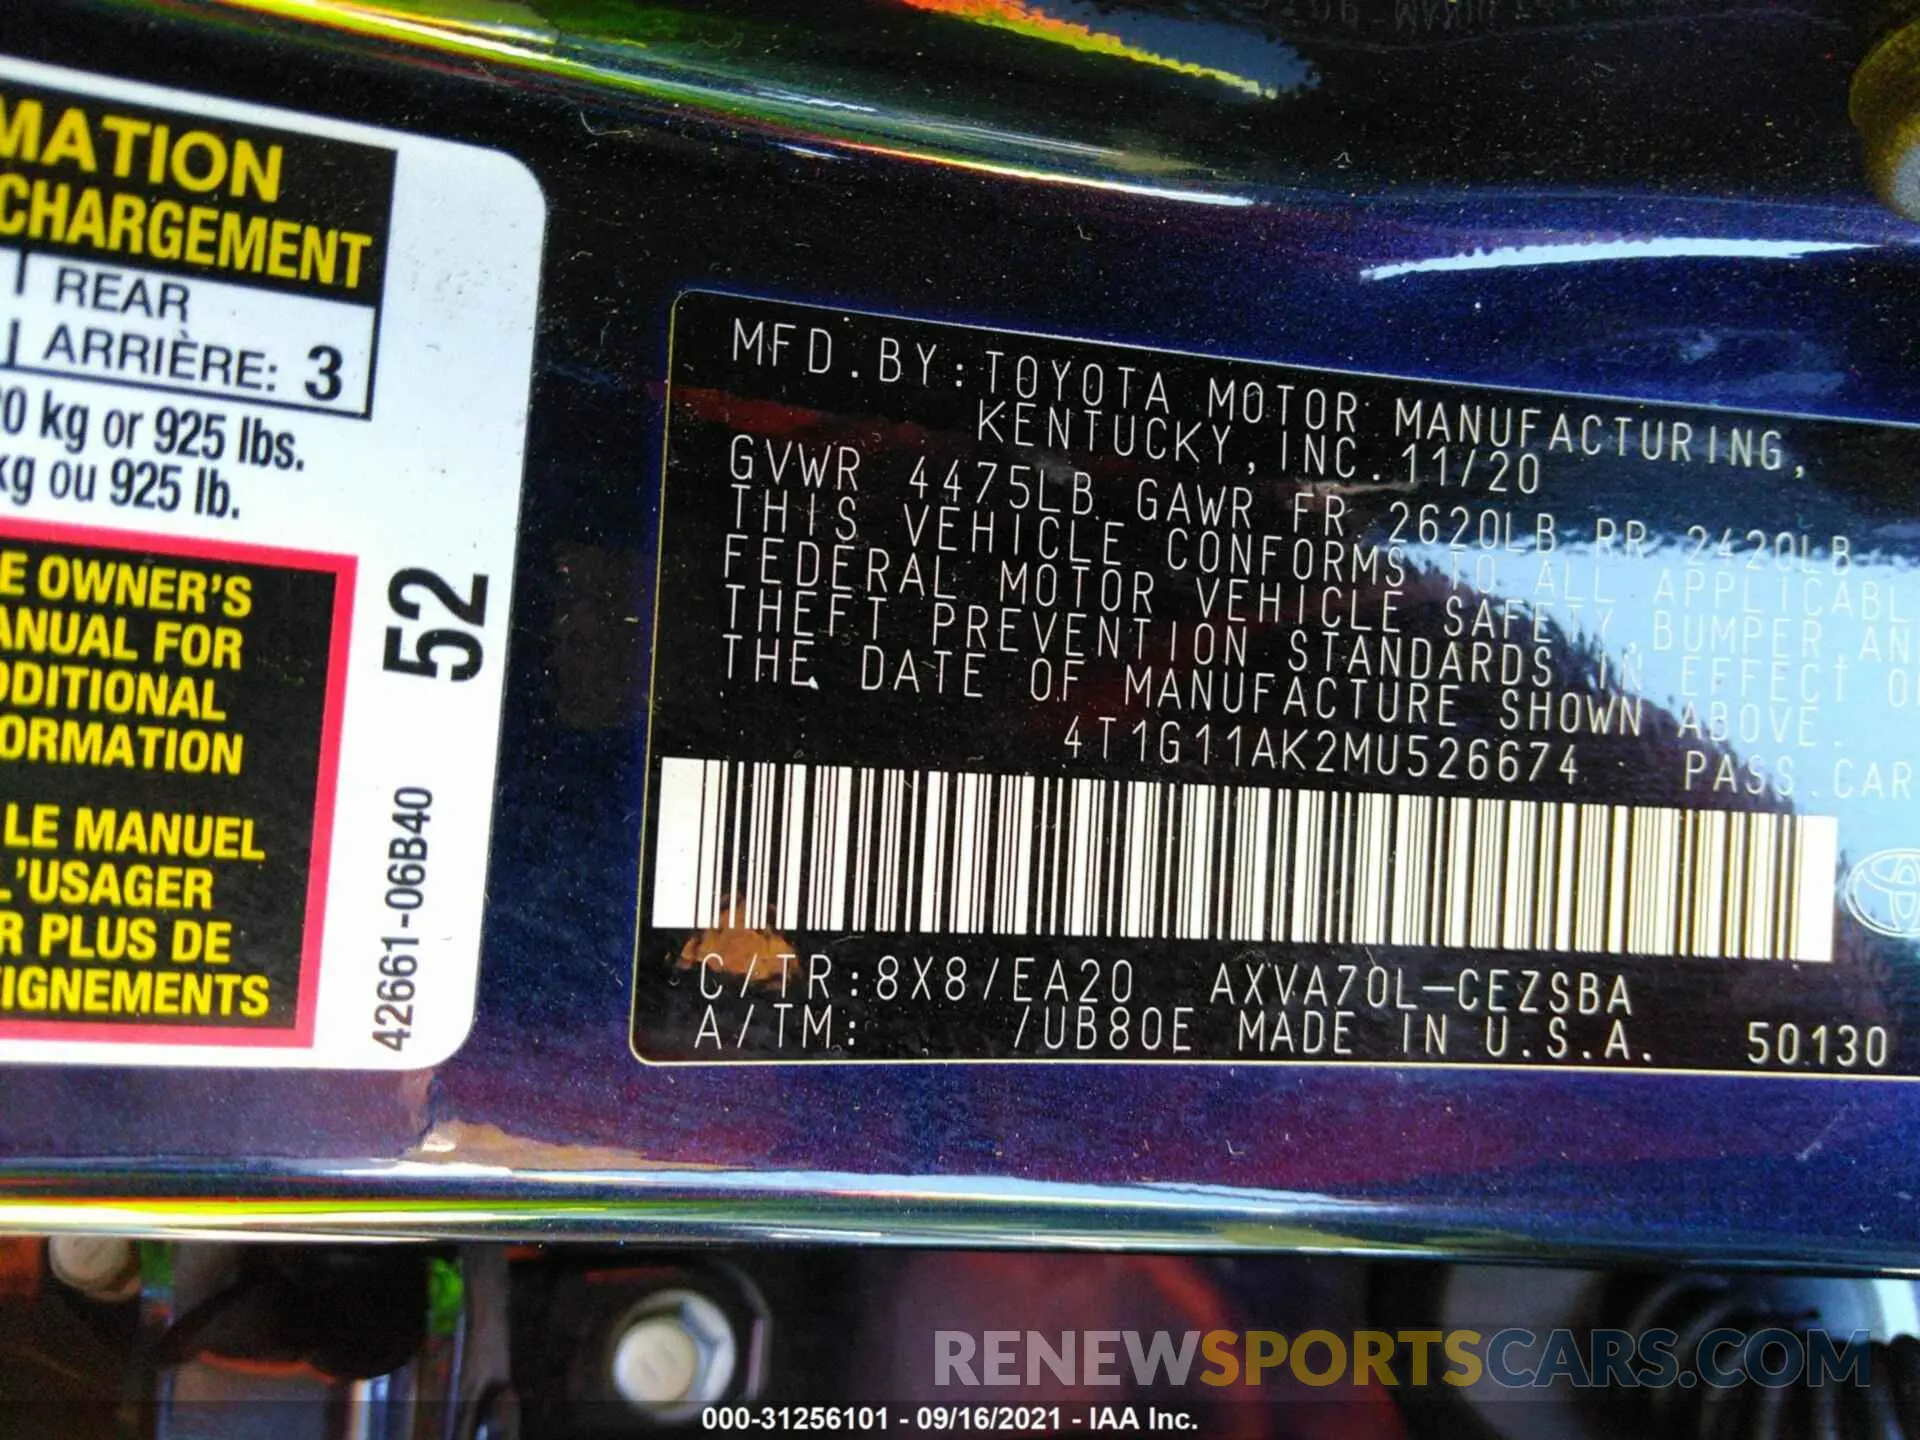 MATION
CHARGEMENT
REAR
ARRIÈRE: 3
0 kg or 925 lbs.
kg ou 925 lb.
E OWNER'S
ANUAL FOR
DDITIONAL
ORMATION
LE MANUEL
L'USAGER
R PLUS DE
IGNEMENTS
52
42661-06B40
MFD.BY:TOYOTA MOTOR MANUFACTURING,
KENTUCKY, INC. 11/20
GVWR 4475LB GAWR FR 2620LB RR 2420LB
THIS VEHICLE CONFORMS TO ALL APPLICABL
FEDERAL MOTOR VEHICLE SAFETY,BUMPER,AN
THEFT PREVENTION STANDARDS IN EFFECT O
THE DATE OF MANUFACTURE SHOWN ABOVE.
4T1G11AK2MU526674 PASS.CAR
C/TR:8X8/EA20 AXVA70L-CEZSBA
A/TM: /UB80E MADE IN U.S.A. 50130
RENEWSPORTSCARS.COM
000-31256101 - 09/16/2021 - IAA Inc.